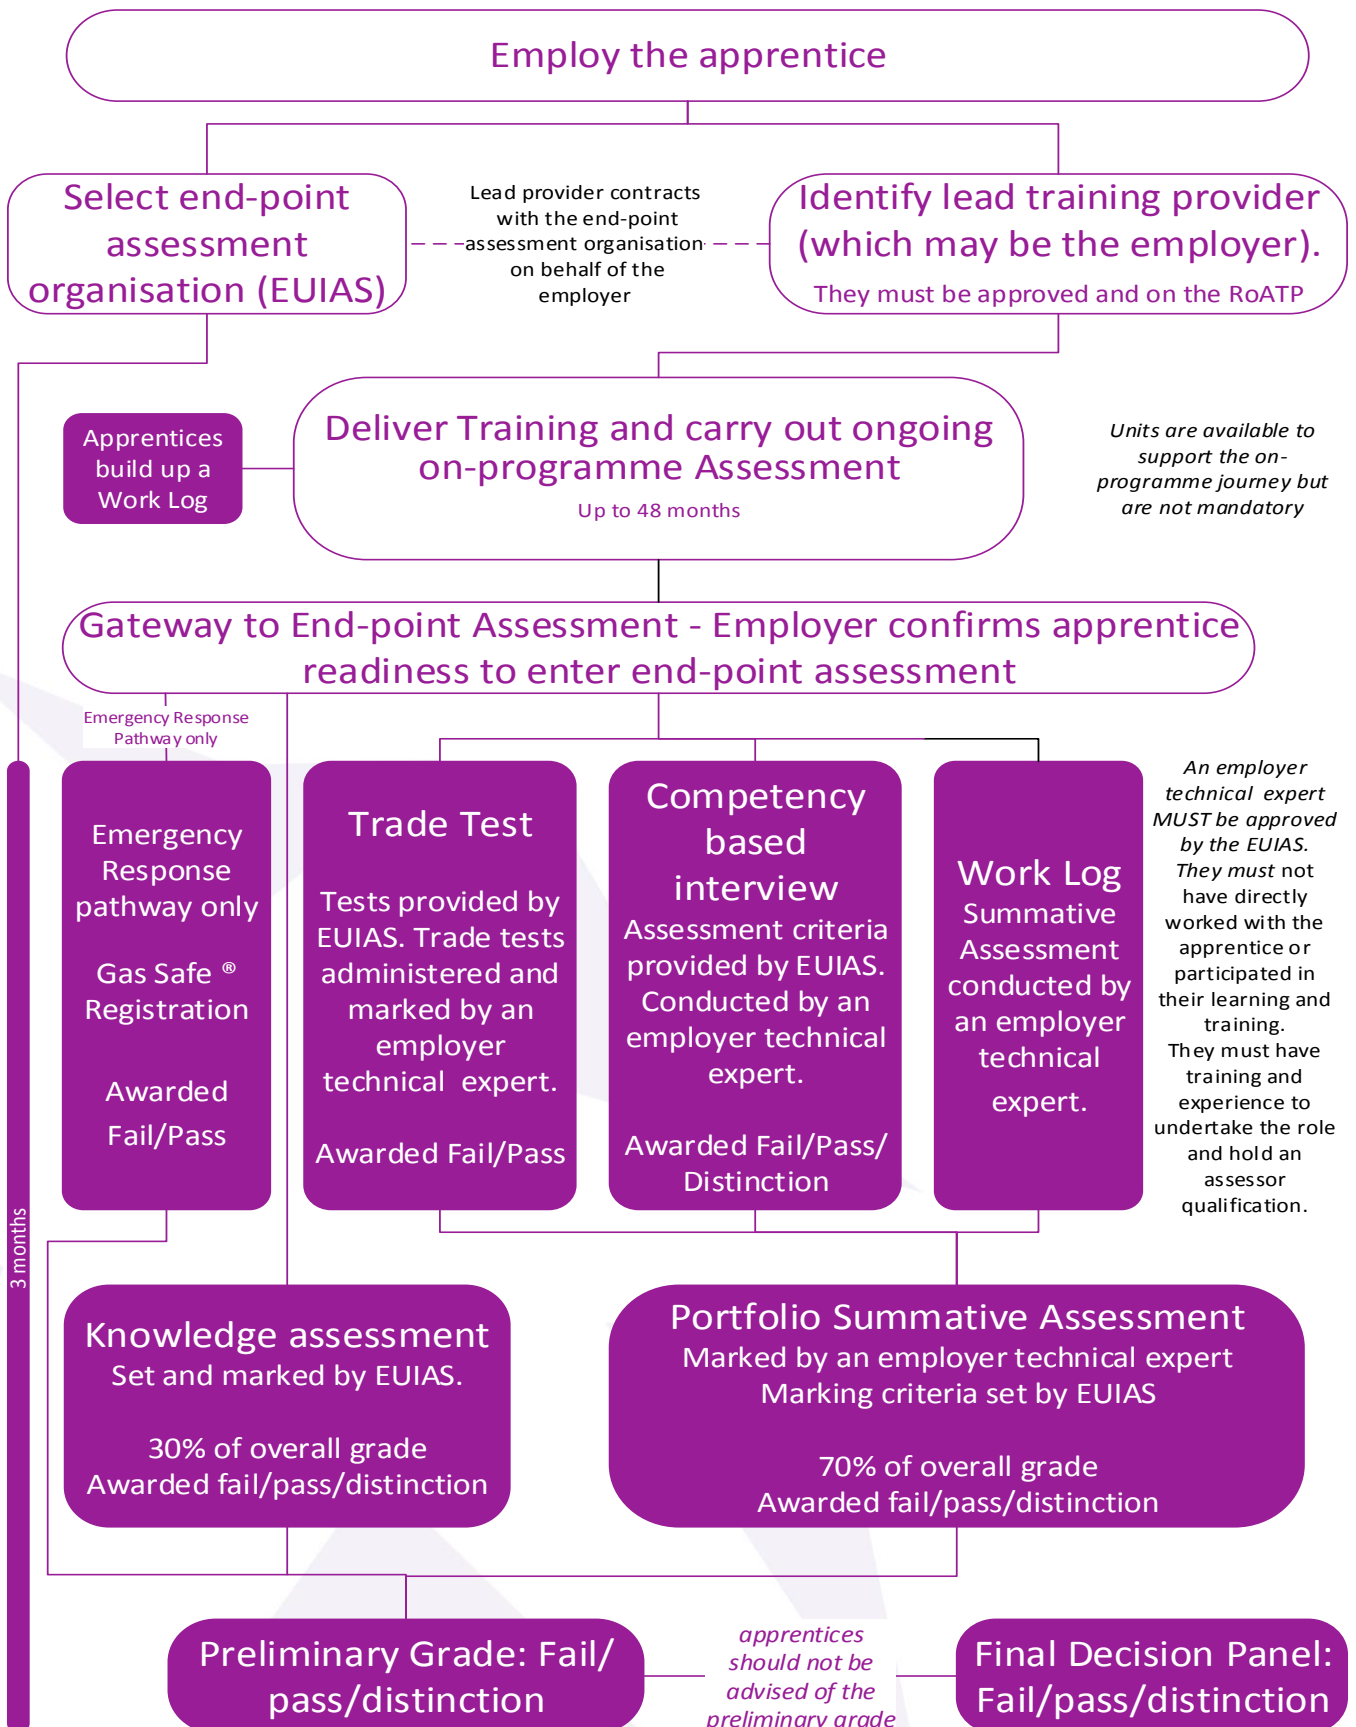 Employ the apprentice
Select end-point
assessment
organisation (EUIAS)
Lead provider contracts
with the end-point
assessment organisation
on behalf of the
employer
Identify lead training provider
(which may be the employer).
They must be approved and on the RoATP
Apprentices
build up a
Work Log
Deliver Training and carry out ongoing
on-programme Assessment
Up to 48 months
Units are available to
support the on-
programme journey but
are not mandatory
Gateway to End-point Assessment - Employer confirms apprentice
readiness to enter end-point assessment
Emergency Response
Pathway only
3 months
Emergency
Response
pathway only
Gas Safe ®
Registration
Awarded
Fail/Pass
Trade Test
Tests provided by
EUIAS. Trade tests
administered and
marked by an
employer
technical expert.
Awarded Fail/Pass
Competency
based
interview
Assessment criteria
provided by EUIAS.
Conducted by an
employer technical
expert.
Awarded Fail/Pass/
Distinction
Work Log
Summative
Assessment
conducted by
an employer
technical
expert.
An employer
technical expert
MUST be approved
by the EUIAS.
They must not
have directly
worked with the
apprentice or
participated in
their learning and
training.
They must have
training and
experience to
undertake the role
and hold an
assessor
qualification.
Knowledge assessment
Set and marked by EUIAS.
30% of overall grade
Awarded fail/pass/distinction
Portfolio Summative Assessment
Marked by an employer technical expert
Marking criteria set by EUIAS
70% of overall grade
Awarded fail/pass/distinction
Preliminary Grade: Fail/
pass/distinction
apprentices
should not be
advised of the
preliminary grade
Final Decision Panel:
Fail/pass/distinction